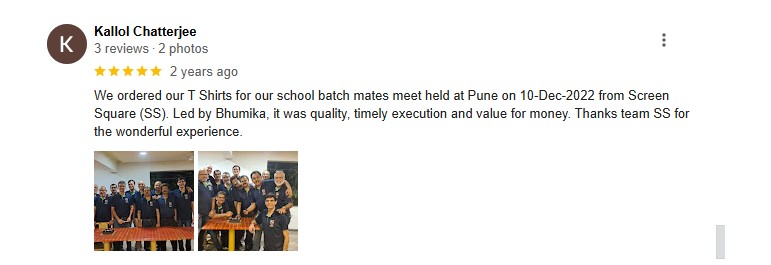 K
Kallol Chatterjee
3 reviews · 2 photos
2 years ago
We ordered our T Shirts for our school batch mates meet held at Pune on 10-Dec-2022 from Screen
Square (SS). Led by Bhumika, it was quality, timely execution and value for money. Thanks team SS for
the wonderful experience.